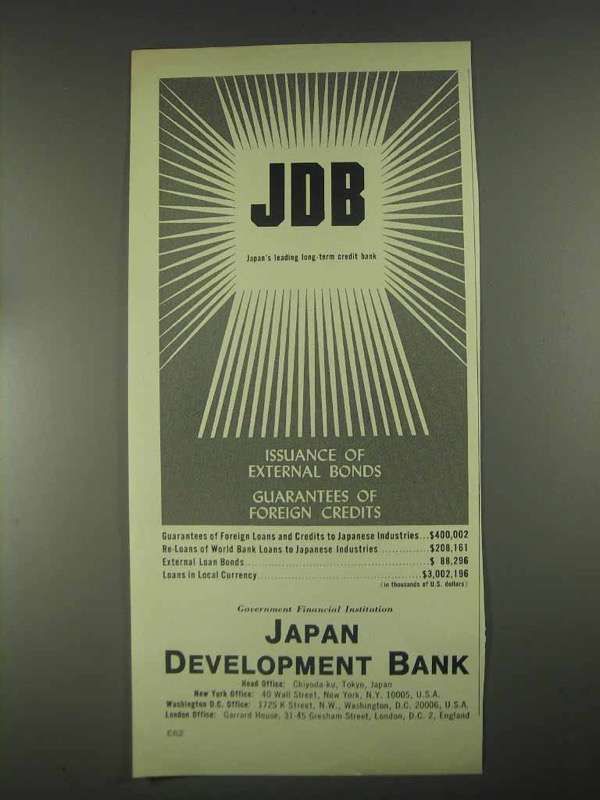 JDB
Japan's leading long-term credit bank
ISSUANCE OF
EXTERNAL BONDS
GUARANTEES OF
FOREIGN CREDITS
Guarantees of Foreign Loans and Credits to Japanese Industries...$400,002
Re-Loans of World Bank Loans to Japanese Industries..............$208,161
External Loan Bonds..................................................$ 88,296
Loans in Local Currency..............................................$3,002,196
(in thousands of U.S. dollars)
Government Financial Institution
JAPAN
DEVELOPMENT BANK
Head Office: Chiyoda-ku, Tokyo, Japan
New York Office: 40 Wall Street, New York, N.Y. 10005, U.S.A.
Washington D.C. Office: 1725 K Street, N.W., Washington, D.C. 20006, U.S.A.
London Office: Garrard House, 31-45 Gresham Street, London, D.C. 2, England
E62